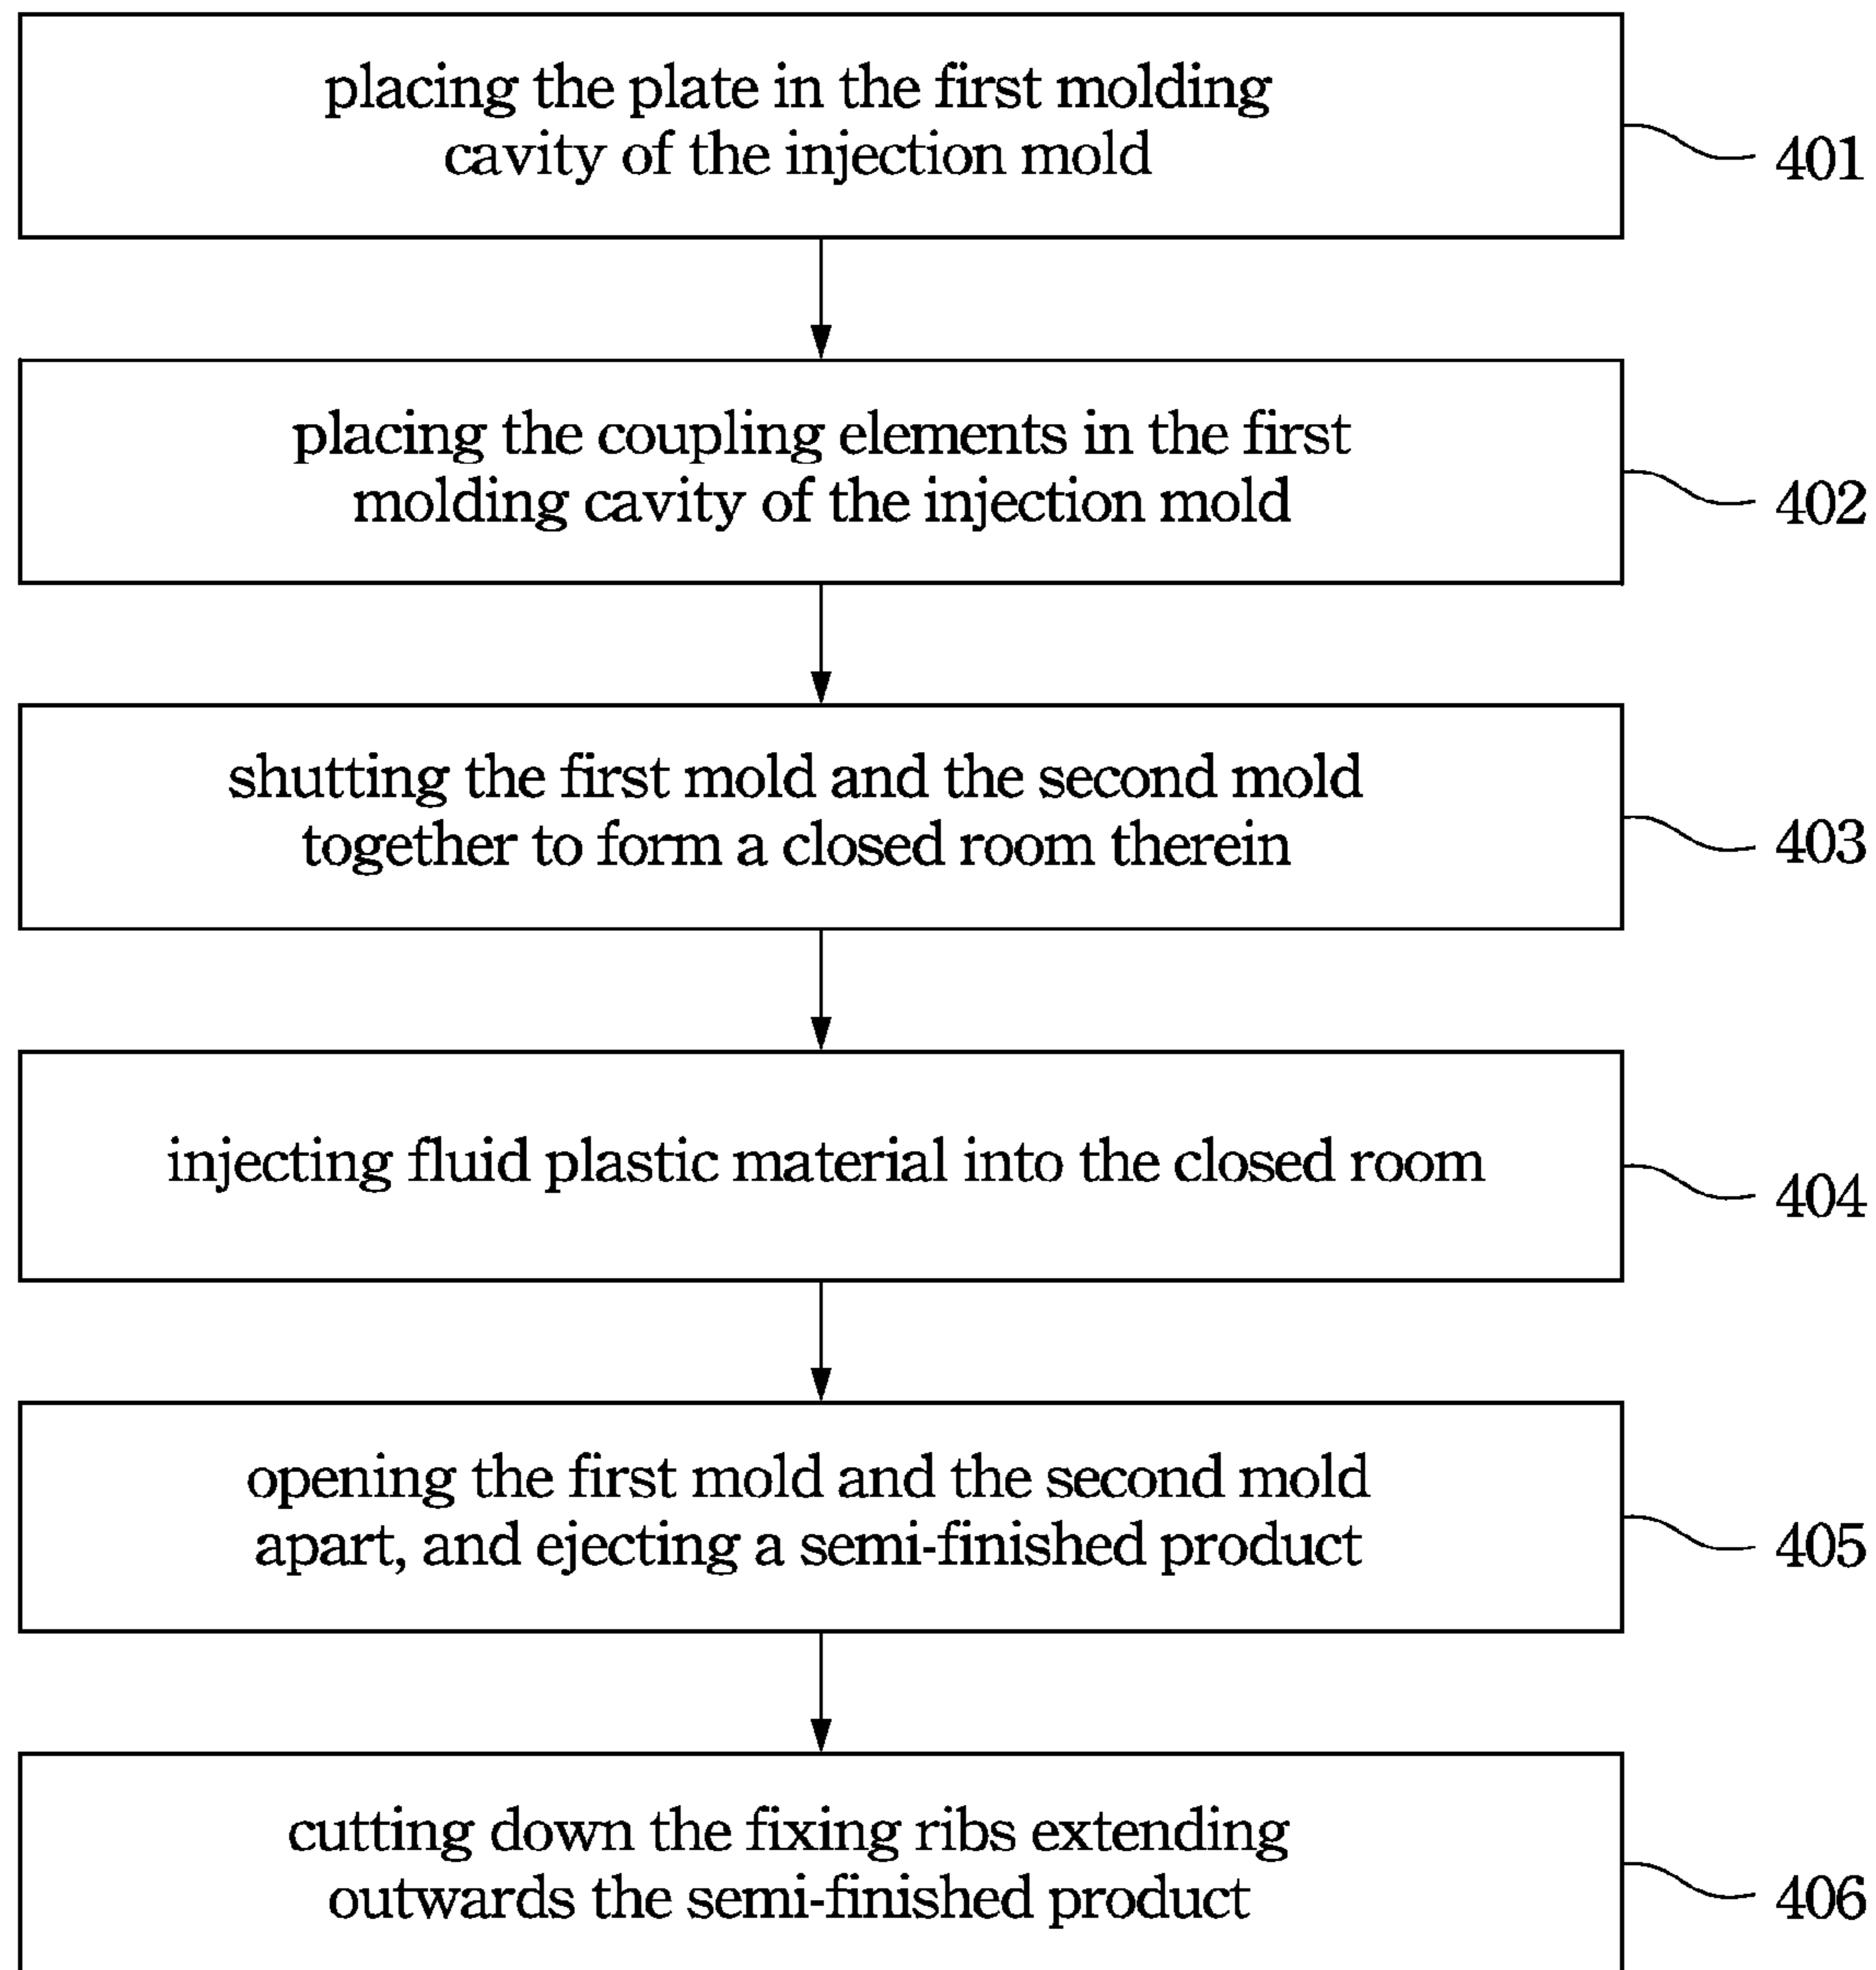 placing the plate in the first molding
cavity of the injection mold
401
placing the coupling elements in the first
molding cavity of the injection mold
402
shutting the first mold and the second mold
together to form a closed room therein
403
injecting fluid plastic material into the closed room
404
opening the first mold and the second mold
apart, and ejecting a semi-finished product
405
cutting down the fixing ribs extending
outwards the semi-finished product
406